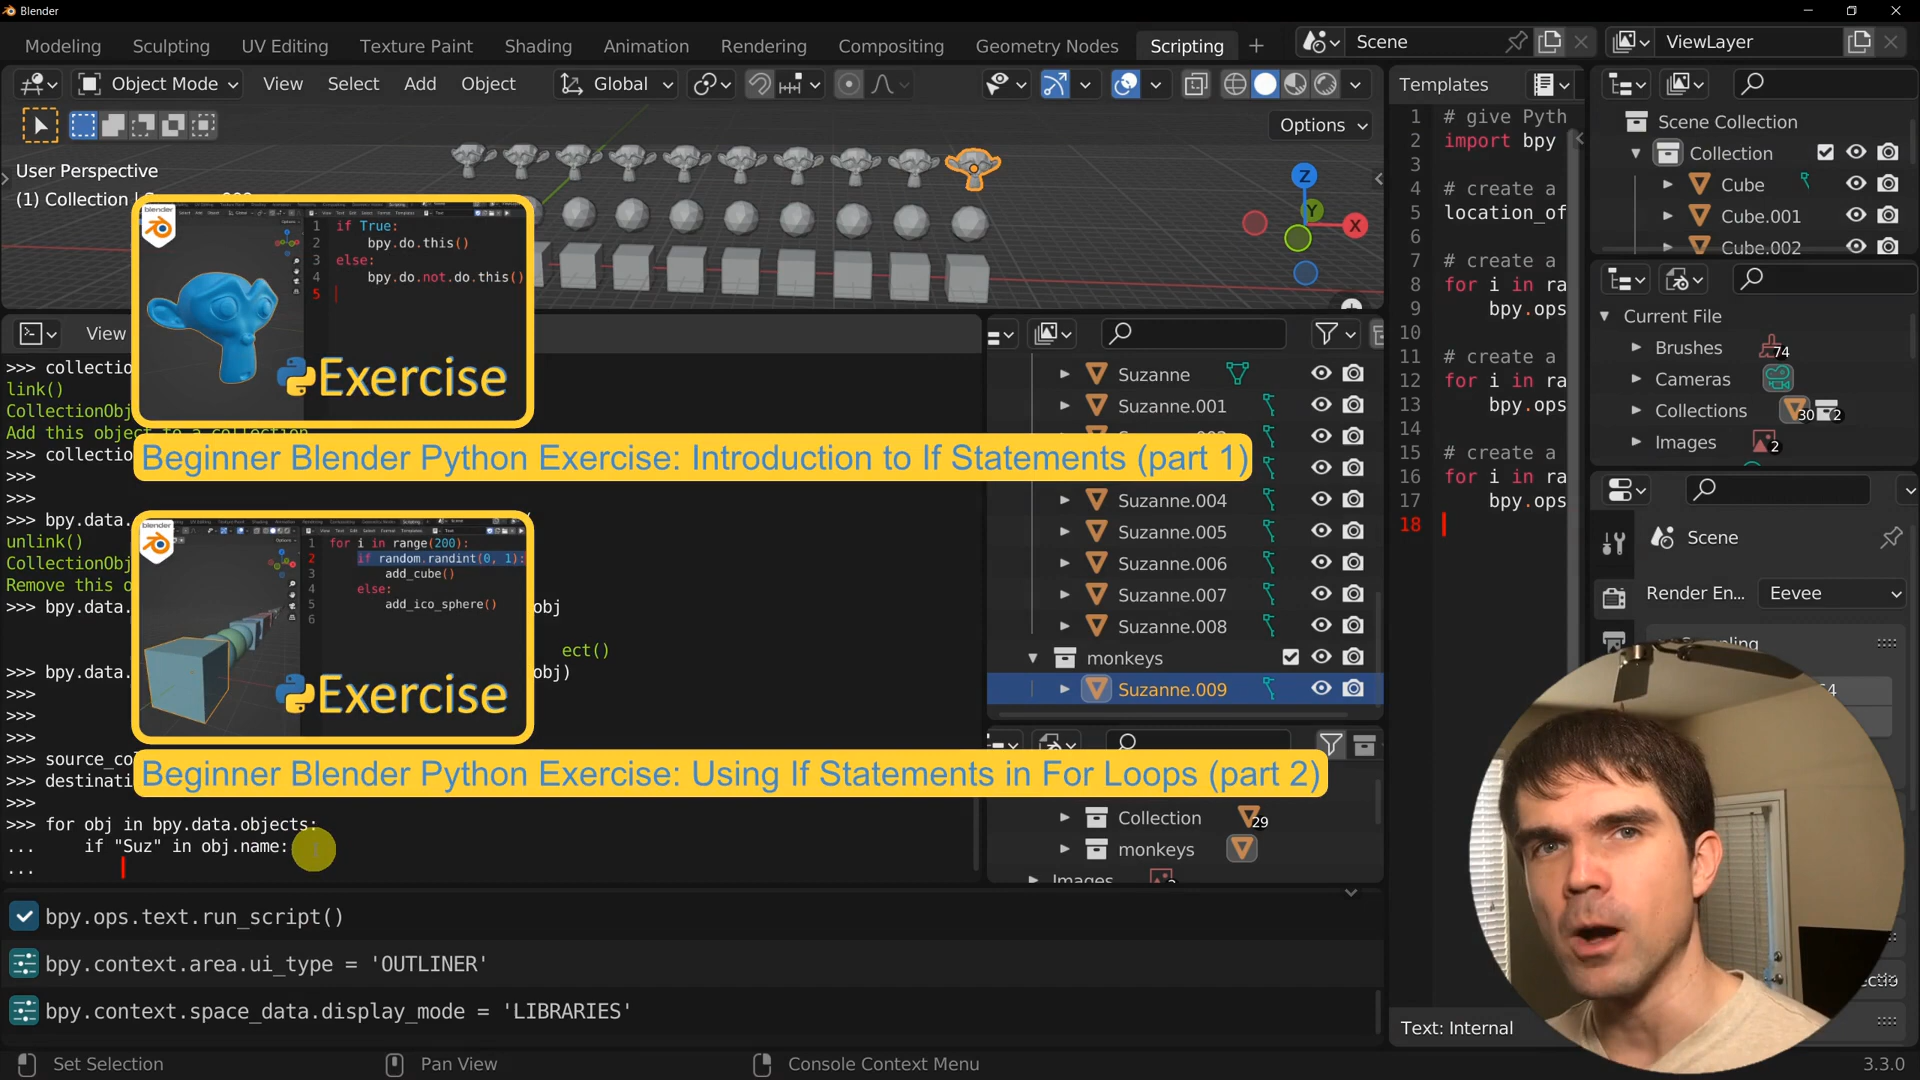 Blender
Modeling Sculpting UV Editing Texture Paint Shading Animation Rendering Compositing Geometry Nodes Scripting + Scene ViewLayer
Object Mode View Select Add Object Global
Options
User Perspective
(1) Collection |
Templates
1 # give Pyth
2 import bpy
3
4 # create a
5 location_of
6
7 # create a
8 for i in ra
9 bpy.ops
10
11 # create a
12 for i in ra
13 bpy.ops
14
15 # create a
16 for i in ra
17 bpy.ops
18
Text: Internal
Scene Collection
Collection
Cube
Cube.001
Cube.002
Current File
Brushes 74
Cameras
Collections 30 2
Images 2
Scene
Render En... Eevee
X
Y
Z
blender
1 if True:
2 bpy.do.this()
3 else:
4 bpy.do.not.do.this()
5
Exercise
Beginner Blender Python Exercise: Introduction to If Statements (part 1)
blender
1 for i in range(200):
2 if random.randint(0, 1):
3 add_cube()
4 else:
5 add_ico_sphere()
6
Exercise
Beginner Blender Python Exercise: Using If Statements in For Loops (part 2)
View
>>> collectio
link()
CollectionObj
Add this object to a collection
>>> collectio
>>>
>>>
>>> bpy.data.
unlink()
CollectionObj
Remove this o
>>> bpy.data. obj
ect()
>>> bpy.data. obj)
>>>
>>>
>>>
>>> source_co
>>> destinati
>>>
>>> for obj in bpy.data.objects:
... if "Suz" in obj.name:
...
Suzanne
Suzanne.001
Suzanne.004
Suzanne.005
Suzanne.006
Suzanne.007
Suzanne.008
monkeys
Suzanne.009
Collection 29
monkeys
Images
bpy.ops.text.run_script()
bpy.context.area.ui_type = 'OUTLINER'
bpy.context.space_data.display_mode = 'LIBRARIES'
Set Selection Pan View Console Context Menu 3.3.0